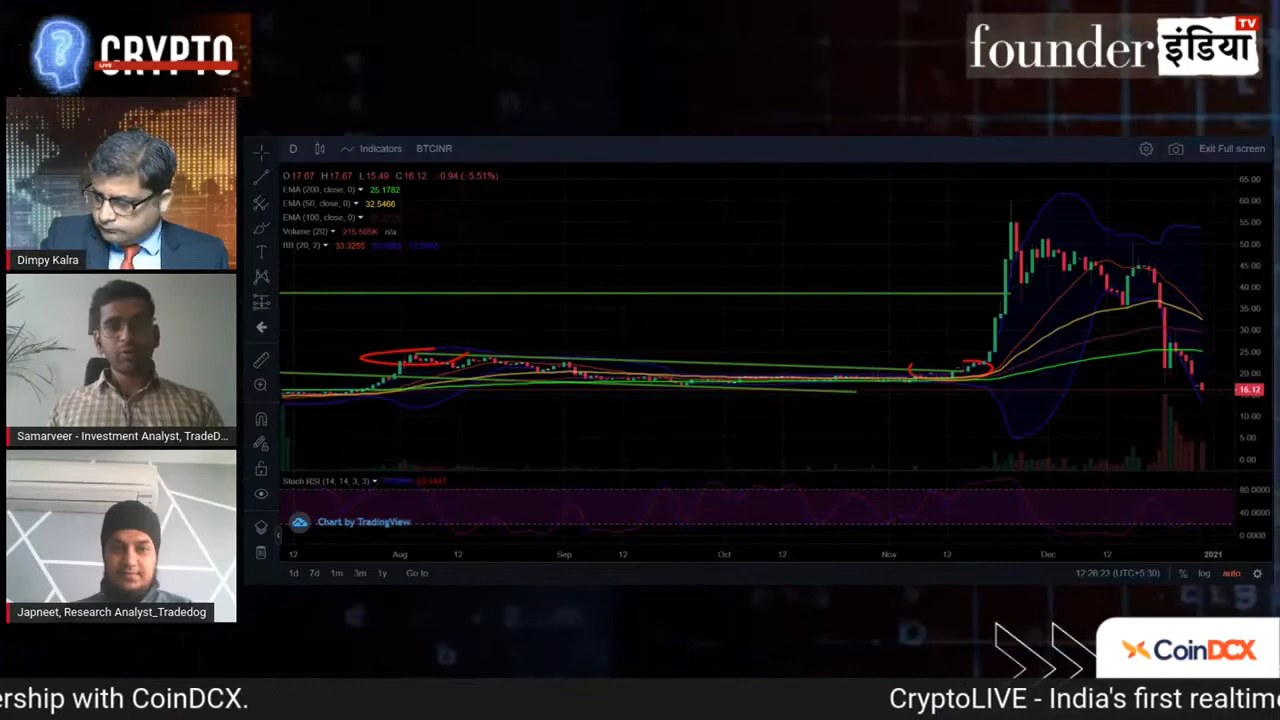 LIVE
CRYPTO
founder इंडिया TV
Dimpy Kalra
Samarveer - Investment Analyst, TradeD...
Japneet, Research Analyst_Tradedog
D Indicators BTCINR Exit Full screen
O17.67 H17.67 L15.49 C16.12 -0.94 (-5.51%)
EMA (200, close, 0) 25.1782
EMA (50, close, 0) 32.5466
EMA (100, close, 0)
Volume (20) 215.505K n/a
BB (20, 2) 33.3255
65.00
60.00
55.00
50.00
45.00
40.00
35.00
30.00
25.00
20.00
16.12
10.00
5.00
0.00
Stoch RSI (14, 14, 3, 3)
80.0000
40.0000
0.0000
Chart by TradingView
12 Aug 12 Sep 12 Oct 12 Nov 12 Dec 12 2021
1d 7d 1m 3m 1y Go to 12:26:22 (UTC+5:30) % log auto
CoinDCX
ership with CoinDCX. CryptoLIVE - India's first realtime